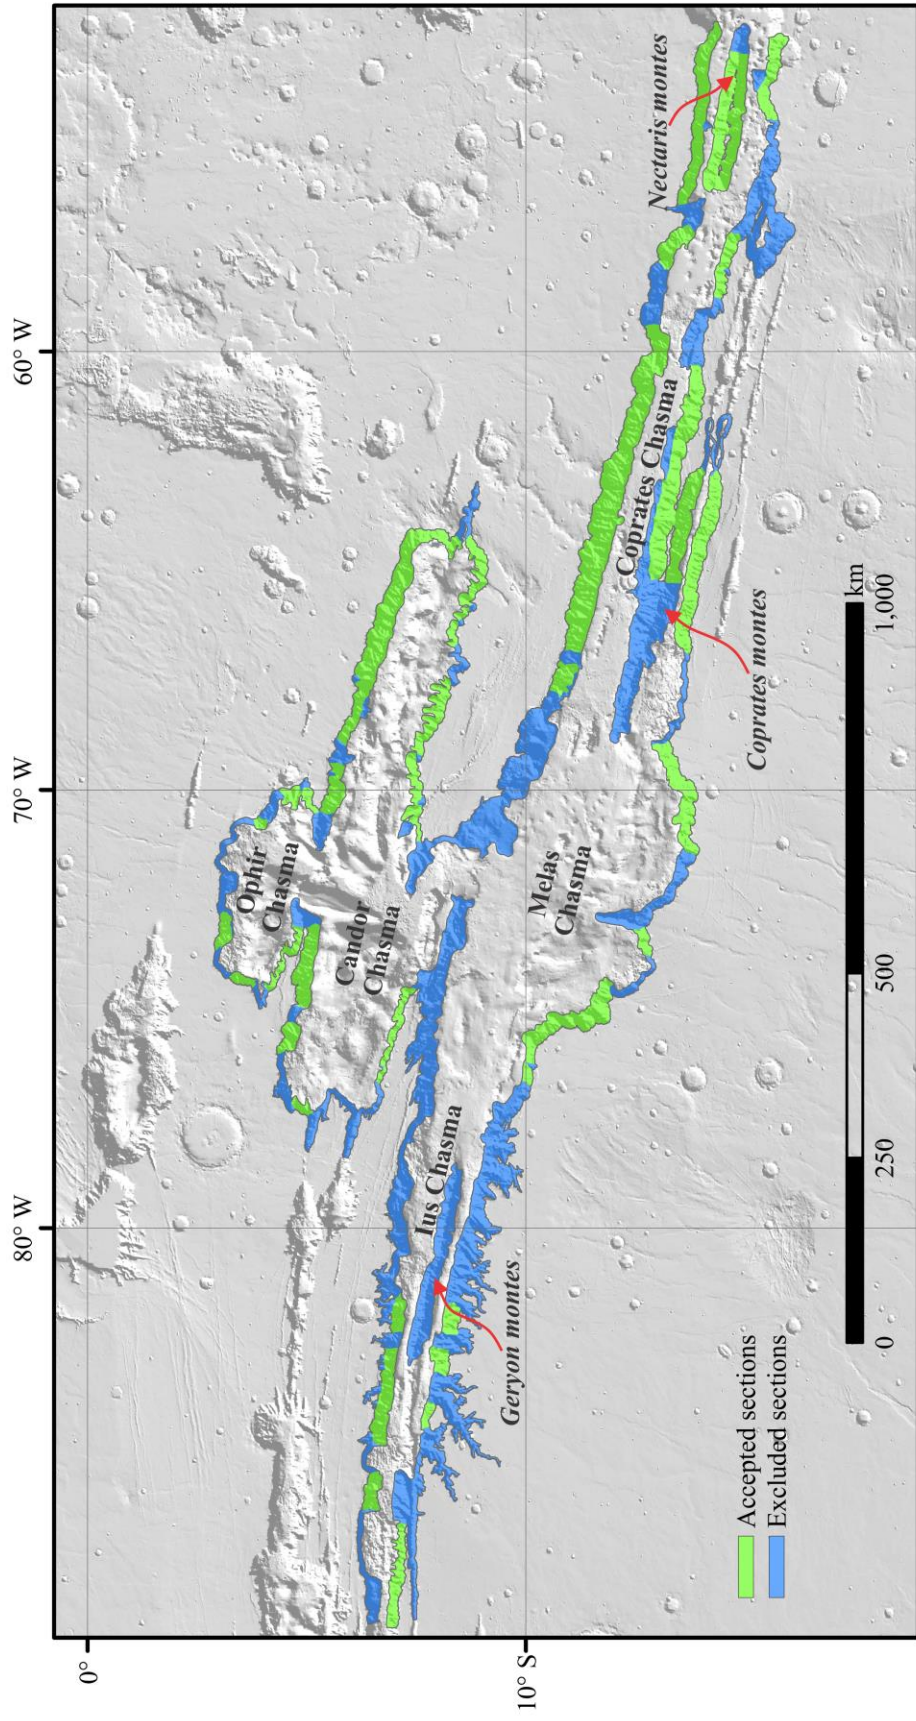 80° W
70° W
60° W
0°
10° S
Ophir
Chasma
Candor
Chasma
Nectaris montes
Ius Chasma
Melas
Chasma
Coprates Chasma
Geryon montes
Coprates montes
Accepted sections
Excluded sections
0
250
500
1,000
km